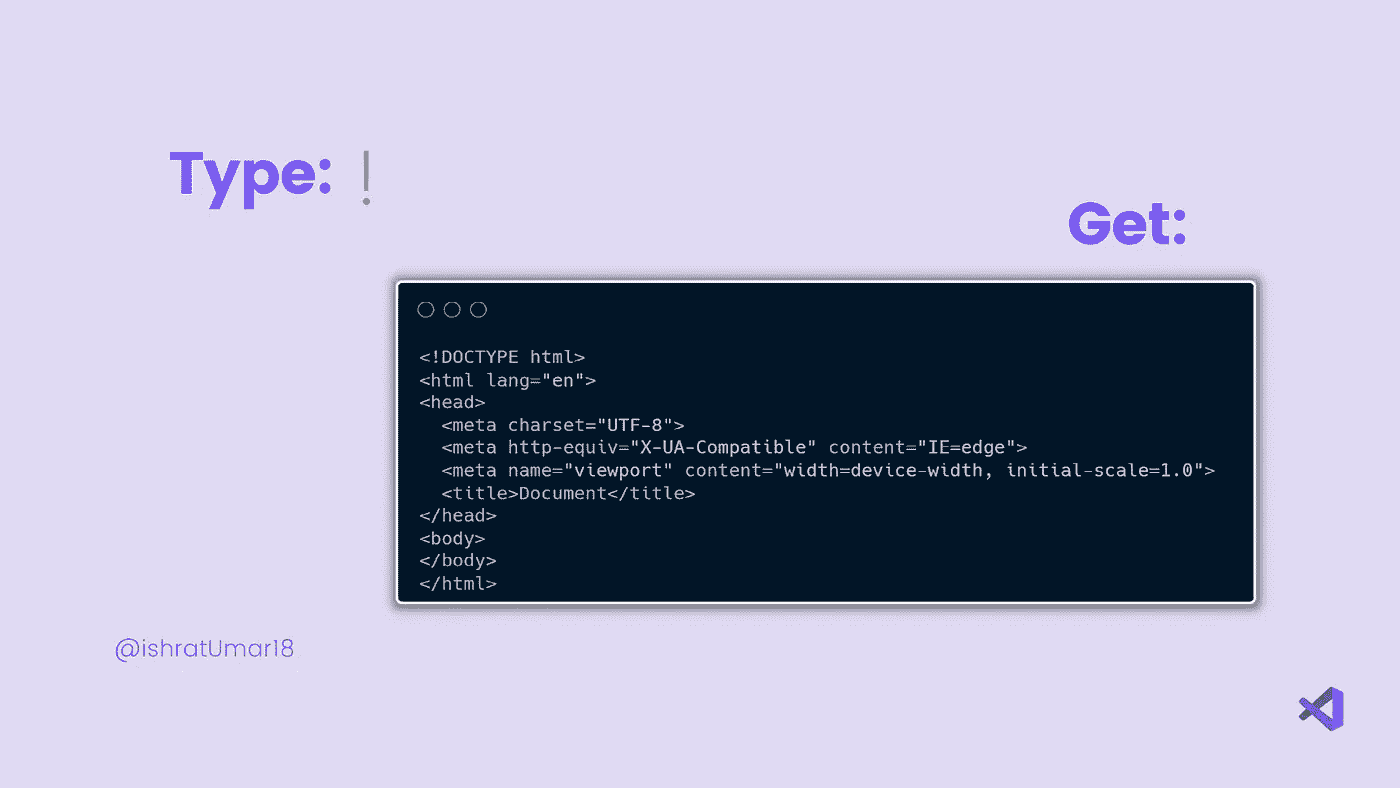 Type: !
Get:
<!DOCTYPE html>
<html lang="en">
<head>
  <meta charset="UTF-8">
  <meta http-equiv="X-UA-Compatible" content="IE=edge">
  <meta name="viewport" content="width=device-width, initial-scale=1.0">
  <title>Document</title>
</head>
<body>
</body>
</html>
@ishratUmar18